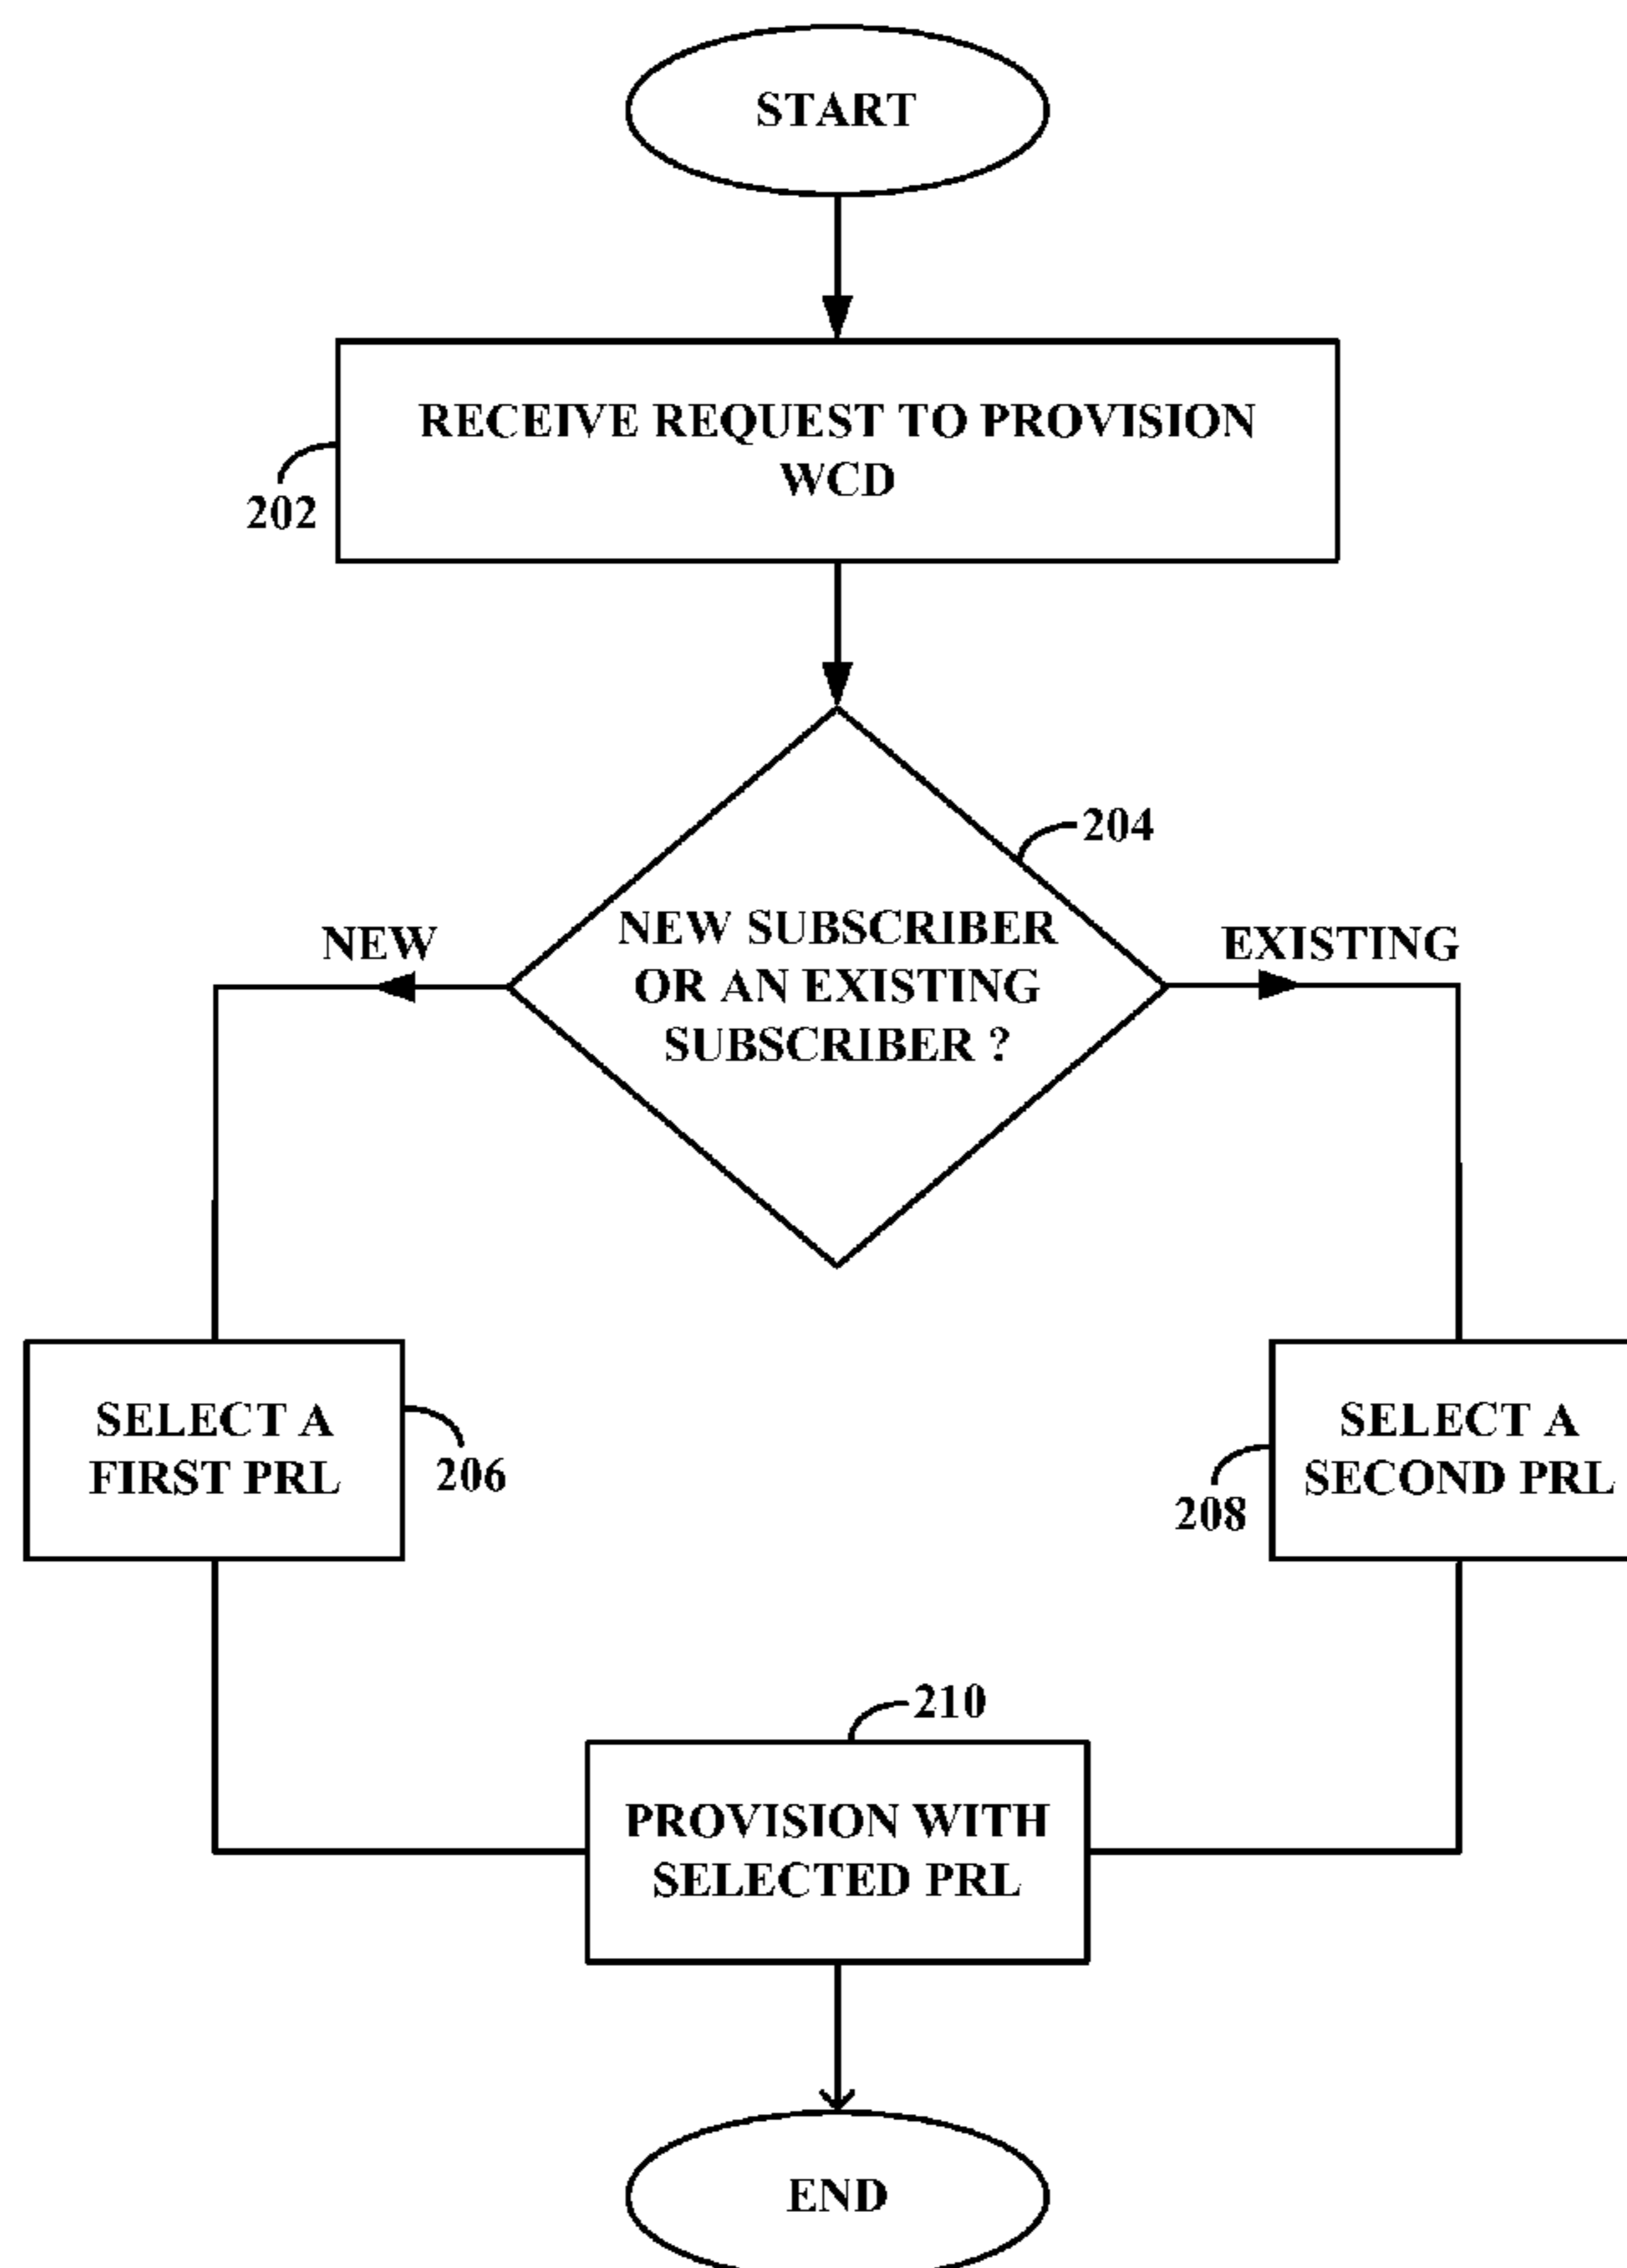 START
RECEIVE REQUEST TO PROVISION
WCD
202
204
NEW
NEW SUBSCRIBER
OR AN EXISTING
SUBSCRIBER ?
EXISTING
SELECT A
FIRST PRL
206
SELECT A
SECOND PRL
208
210
PROVISION WITH
SELECTED PRL
END